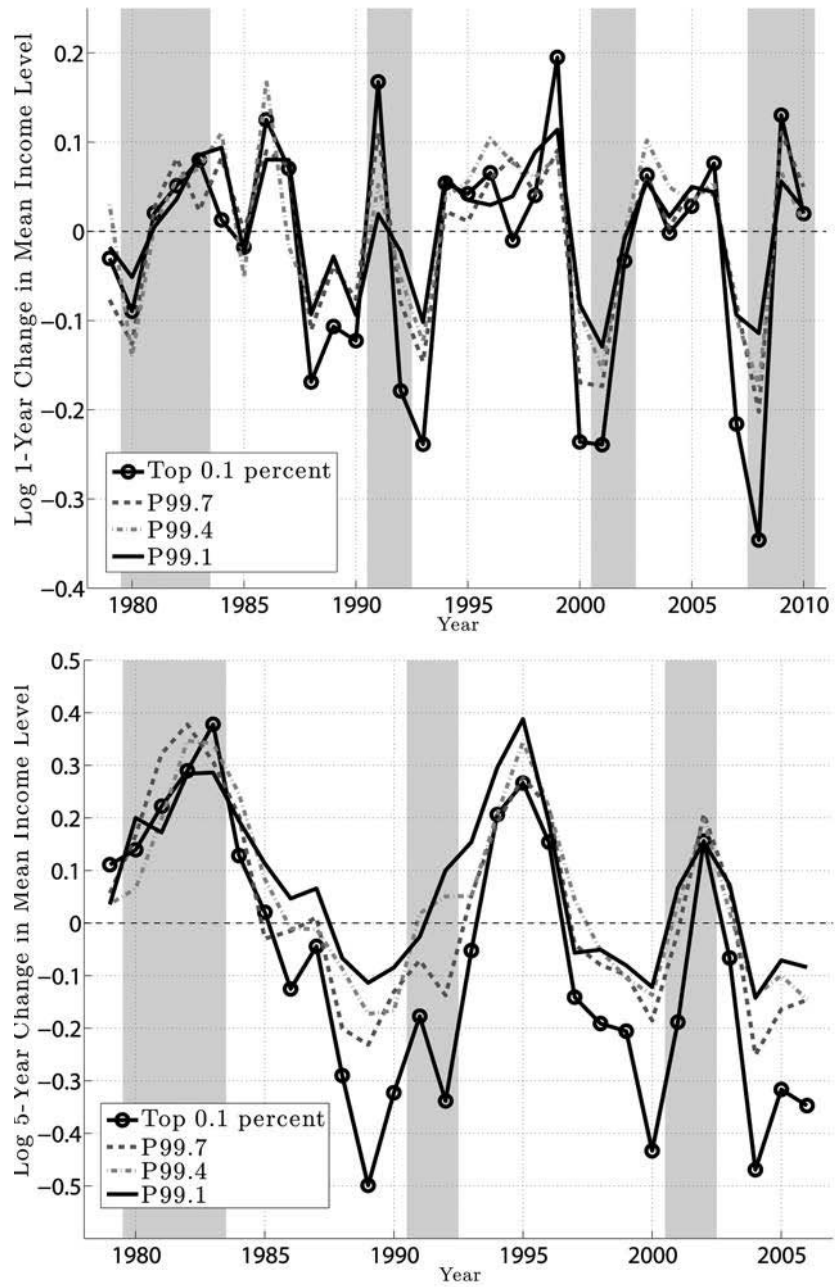 Log 1-Year Change in Mean Income Level
0.2
0.1
0
−0.1
−0.2
−0.3
−0.4
Top 0.1 percent
P99.7
P99.4
P99.1
1980 1985 1990 1995 2000 2005 2010
Year
Log 5-Year Change in Mean Income Level
0.5
0.4
0.3
0.2
0.1
0
−0.1
−0.2
−0.3
−0.4
−0.5
Top 0.1 percent
P99.7
P99.4
P99.1
1980 1985 1990 1995 2000 2005
Year